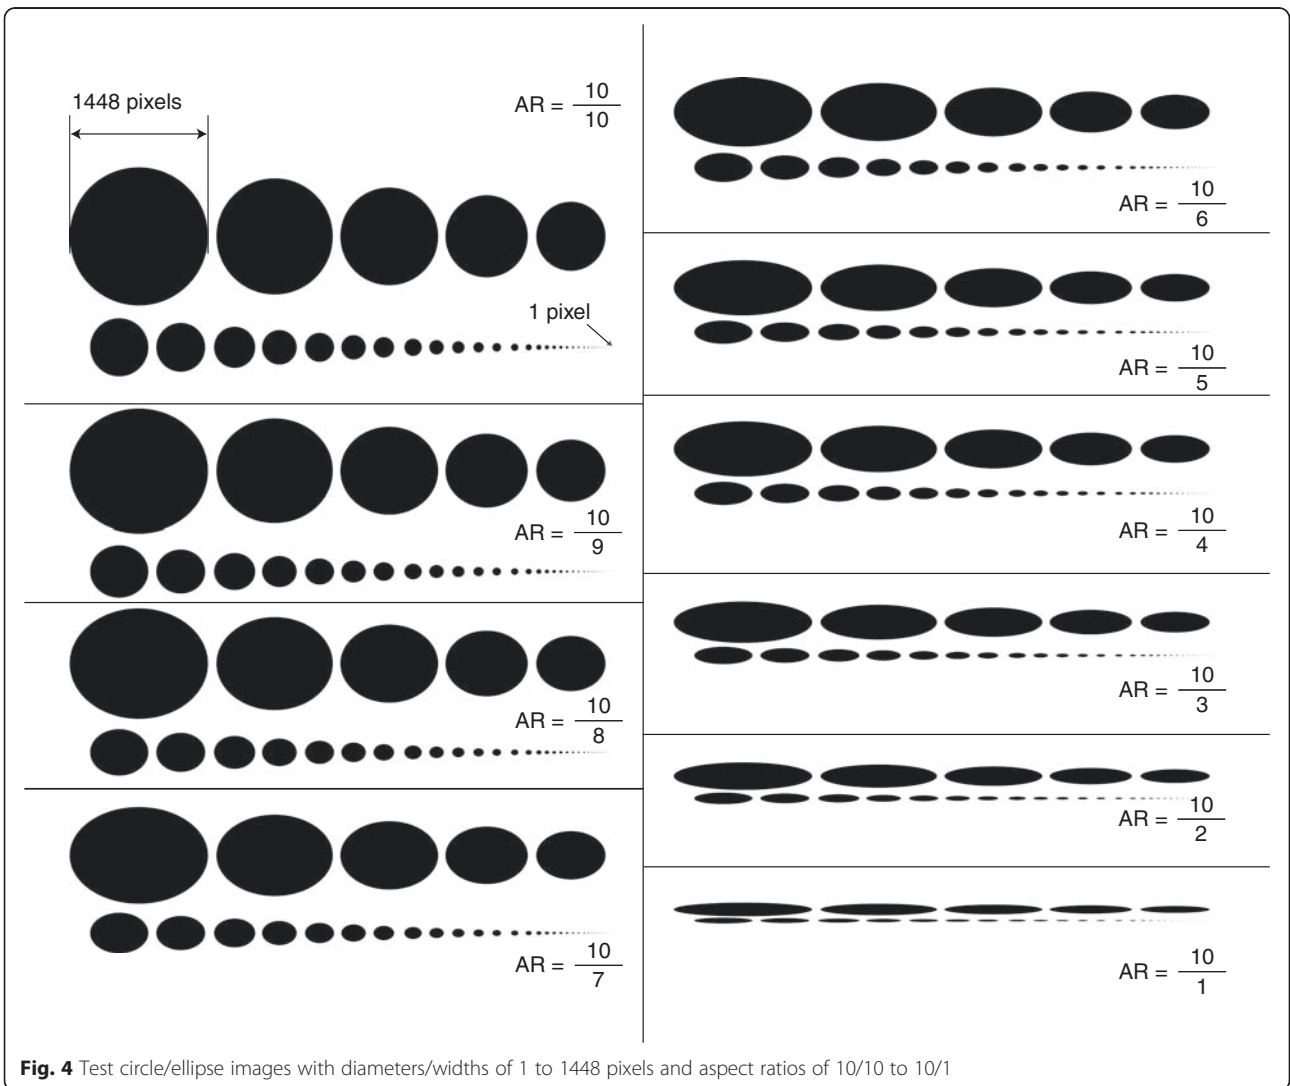 1448 pixels
AR = 10/10
1 pixel
AR = 10/9
AR = 10/8
AR = 10/7
AR = 10/6
AR = 10/5
AR = 10/4
AR = 10/3
AR = 10/2
AR = 10/1
Fig. 4 Test circle/ellipse images with diameters/widths of 1 to 1448 pixels and aspect ratios of 10/10 to 10/1